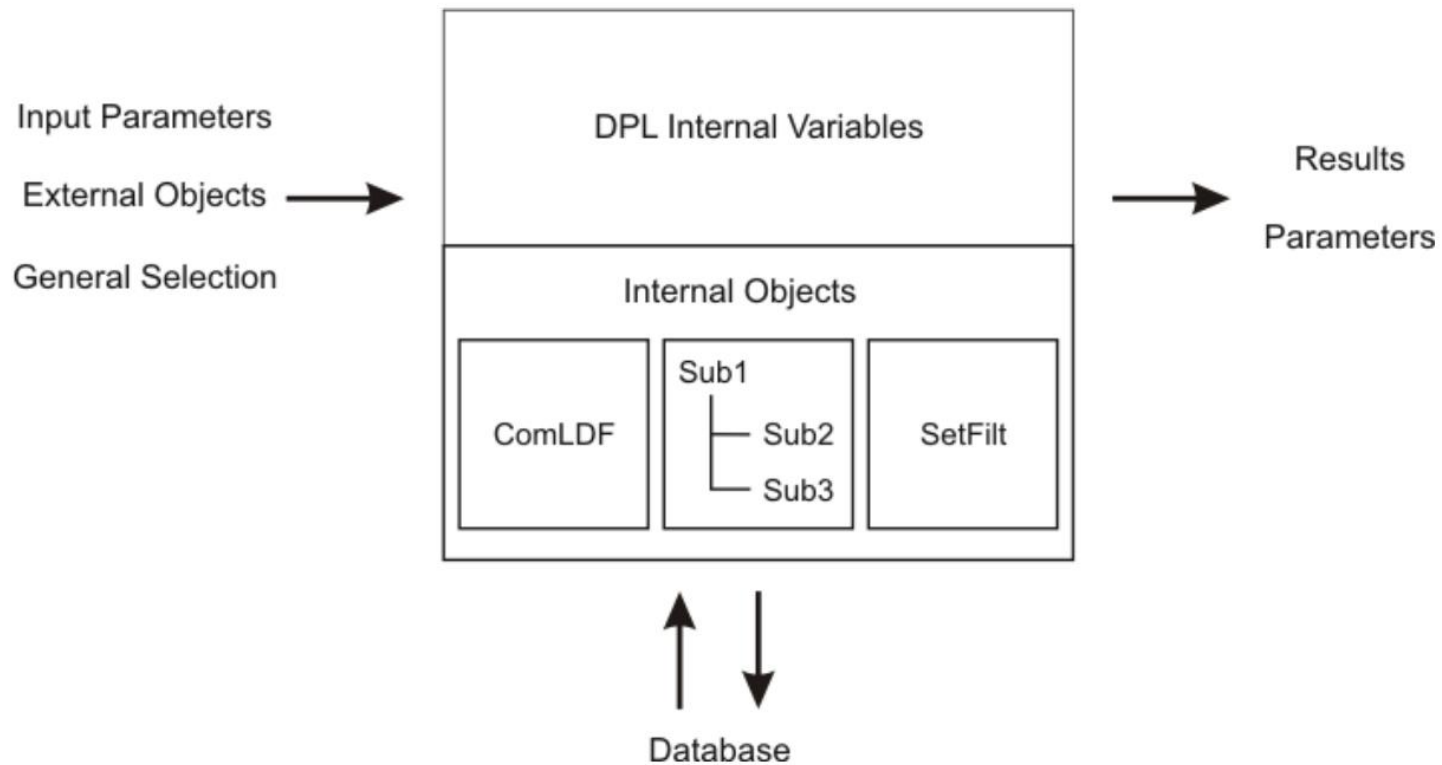 Input Parameters
External Objects
General Selection
DPL Internal Variables
Internal Objects
ComLDF
Sub1
Sub2
Sub3
SetFilt
Results
Parameters
Database